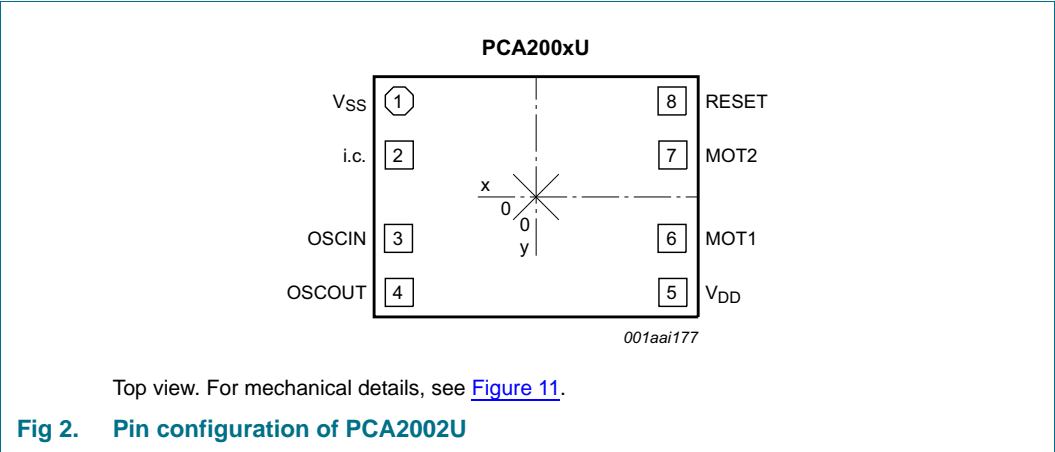 PCA200xU
VSS 1 8 RESET
i.c. 2 7 MOT2
x
0
0
y
OSCIN 3 6 MOT1
OSCOUT 4 5 VDD
001aai177
Top view. For mechanical details, see Figure 11.
Fig 2. Pin configuration of PCA2002U